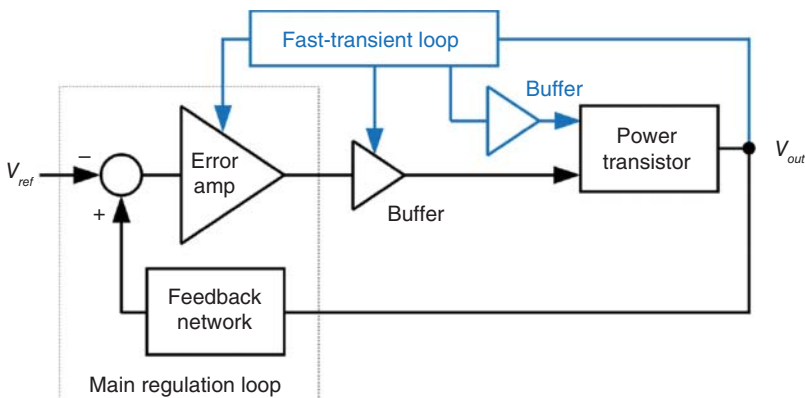 Fast-transient loop
Buffer
Error
amp
Power
transistor
V_ref
−
+
V_out
Buffer
Feedback
network
Main regulation loop